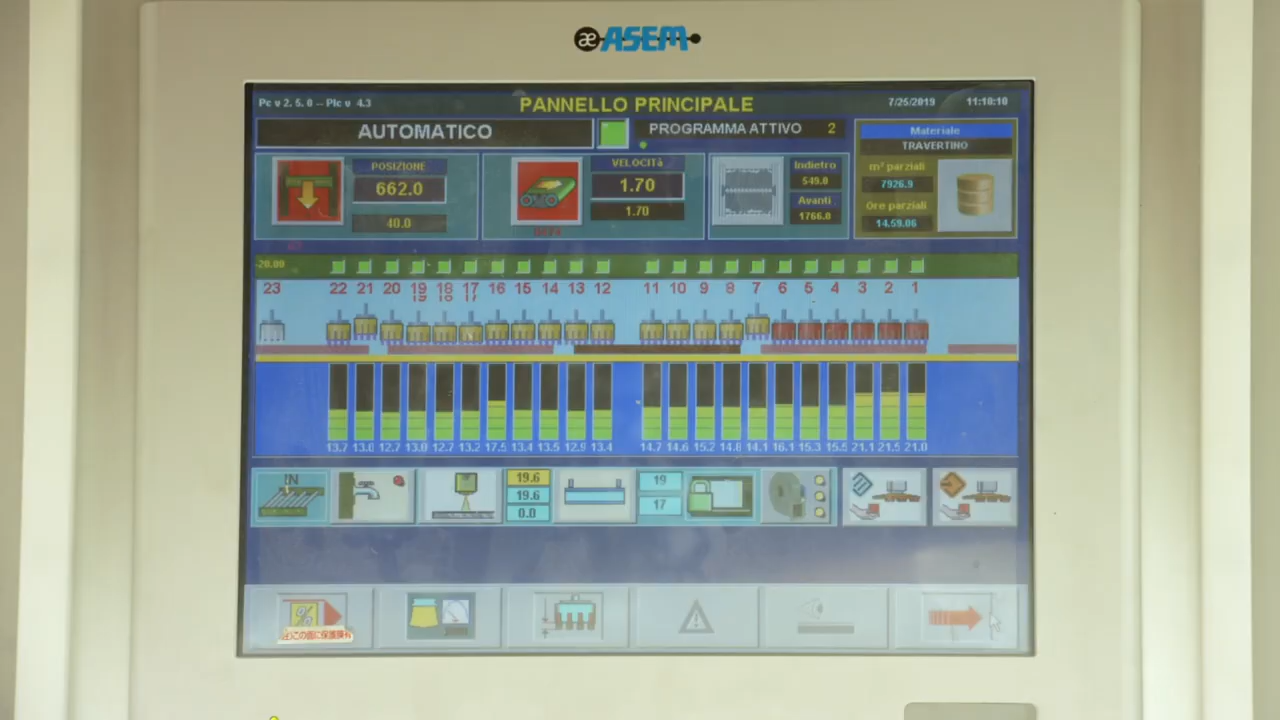 æ ASEM
Pc v 2. 5. 0 -- Plc v 4.3
PANNELLO PRINCIPALE
7/25/2019 11:10:10
AUTOMATICO
PROGRAMMA ATTIVO 2
Materiale
TRAVERTINO
POSIZIONE
662.0
40.0
VELOCITà
1.70
1.70
Indietro
549.0
Avanti
1766.0
m² parziali
7926.9
Ore parziali
14.59.06
-20.00
23 22 21 20 19 18 17 16 15 14 13 12 11 10 9 8 7 6 5 4 3 2 1
13.7 13.0 12.7 13.0 12.7 13.2 17.5 13.4 13.5 12.9 13.4 14.7 14.6 15.2 14.8 14.1 16.1 15.3 15.5 21.1 21.5 21.0
IN
19.6
19.6
0.0
19
17
%